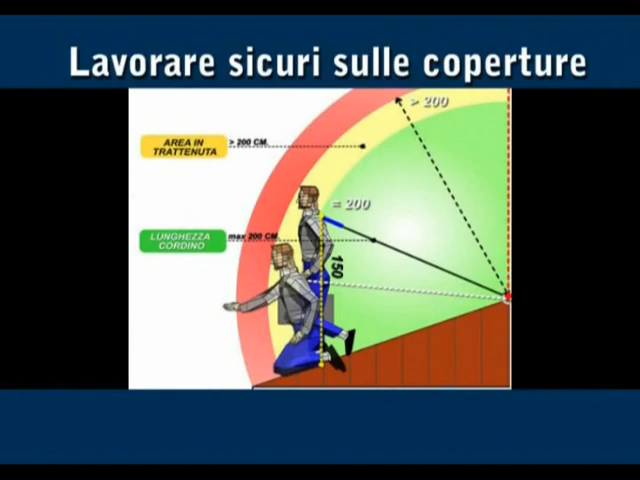 Lavorare sicuri sulle coperture
> 200
AREA IN
TRATTENUTA
> 200 CM.
= 200
LUNGHEZZA
CORDINO
max 200 CM.
150